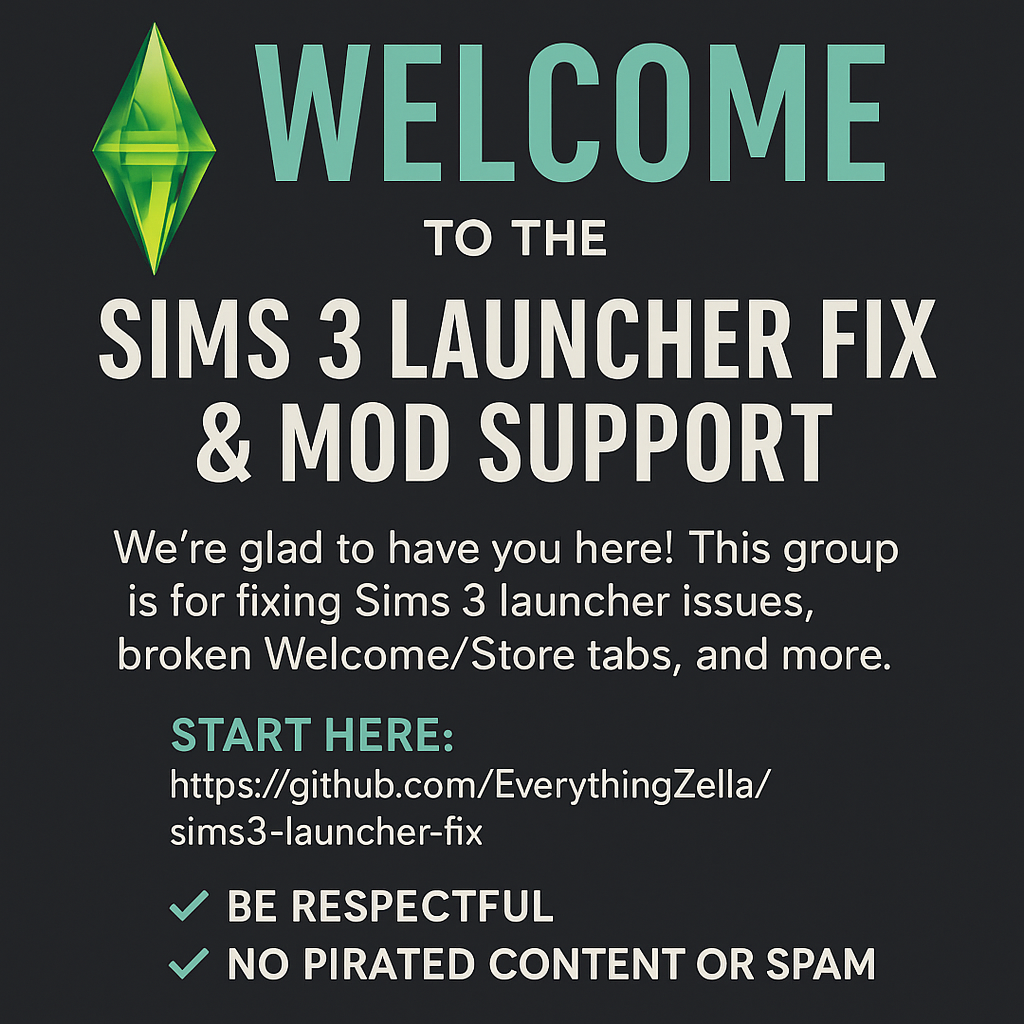 WELCOME
TO THE
SIMS 3 LAUNCHER FIX
& MOD SUPPORT
We’re glad to have you here! This group
is for fixing Sims 3 launcher issues,
broken Welcome/Store tabs, and more.
START HERE:
https://github.com/EverythingZella/
sims3-launcher-fix
✓ BE RESPECTFUL
✓ NO PIRATED CONTENT OR SPAM